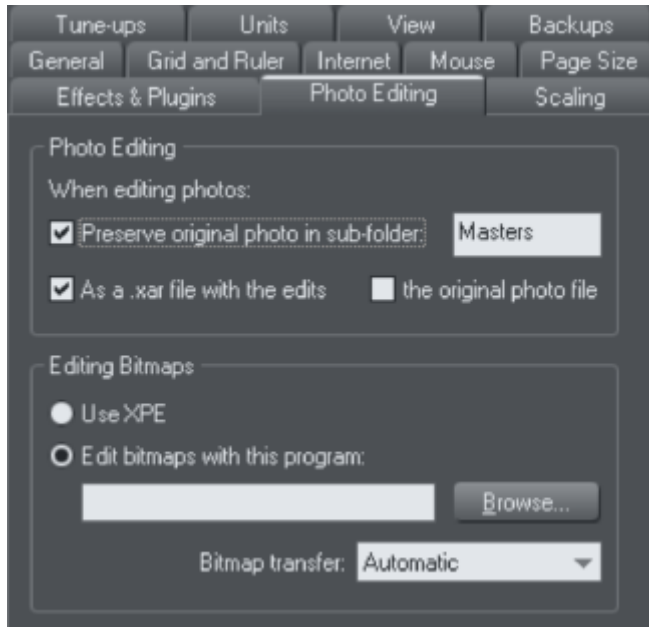 Tune-ups Units View Backups
General Grid and Ruler Internet Mouse Page Size
Effects & Plugins Photo Editing Scaling
Photo Editing
When editing photos:
Preserve original photo in sub-folder: Masters
As a .xar file with the edits the original photo file
Editing Bitmaps
Use XPE
Edit bitmaps with this program:
Browse...
Bitmap transfer: Automatic